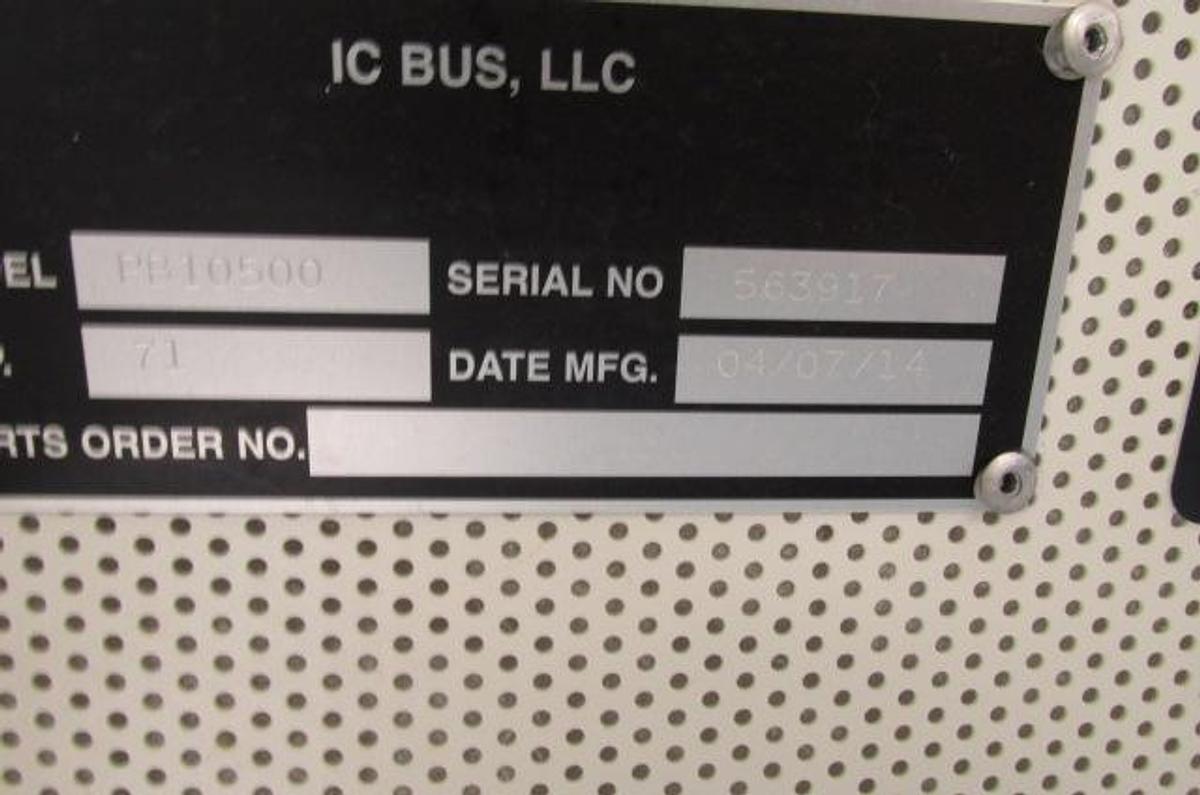 IC BUS, LLC
EL PB10500 SERIAL NO 563917
. 71 DATE MFG. 04/07/14
RTS ORDER NO.